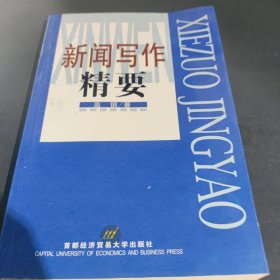 XINWEN
新闻写作
精要
XIEZUO JINGYAO
首都经济贸易大学出版社
CAPITAL UNIVERSITY OF ECONOMICS AND BUSINESS PRESS